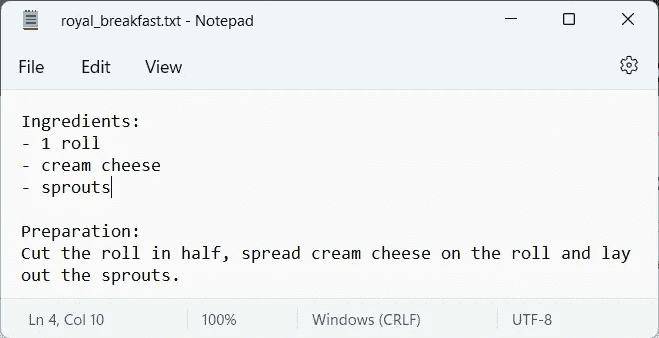 royal_breakfast.txt - Notepad
File Edit View
Ingredients:
- 1 roll
- cream cheese
- sprouts
Preparation:
Cut the roll in half, spread cream cheese on the roll and lay
out the sprouts.
Ln 4, Col 10 100% Windows (CRLF) UTF-8